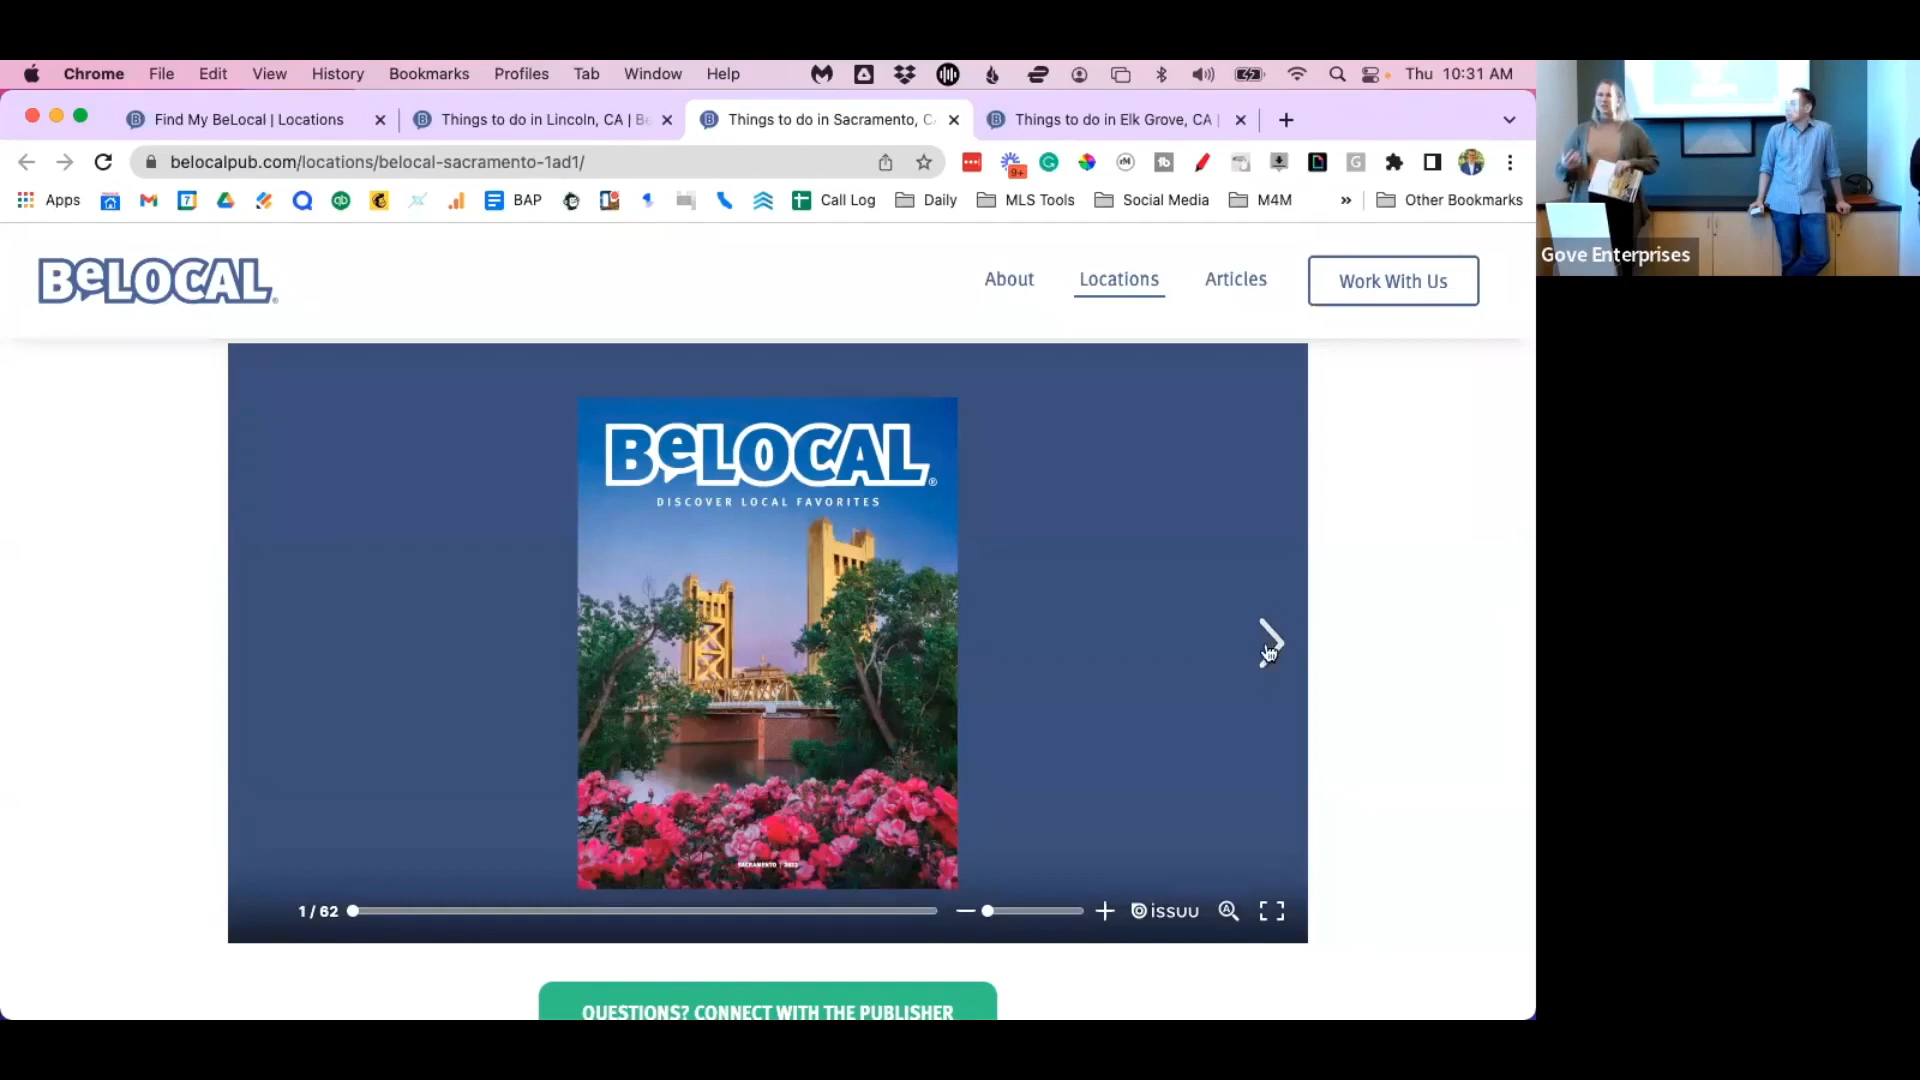 Chrome File Edit View History Bookmarks Profiles Tab Window Help Thu 10:31 AM
Find My BeLocal | Locations
Things to do in Lincoln, CA | Be
Things to do in Sacramento, C
Things to do in Elk Grove, CA |
belocalpub.com/locations/belocal-sacramento-1ad1/
9+
Apps
BAP
Call Log
Daily
MLS Tools
Social Media
M4M
»
Other Bookmarks
BeLOCAL®
About
Locations
Articles
Work With Us
BeLOCAL®
DISCOVER LOCAL FAVORITES
SACRAMENTO | 2022
1 / 62
issuu
QUESTIONS? CONNECT WITH THE PUBLISHER
Gove Enterprises